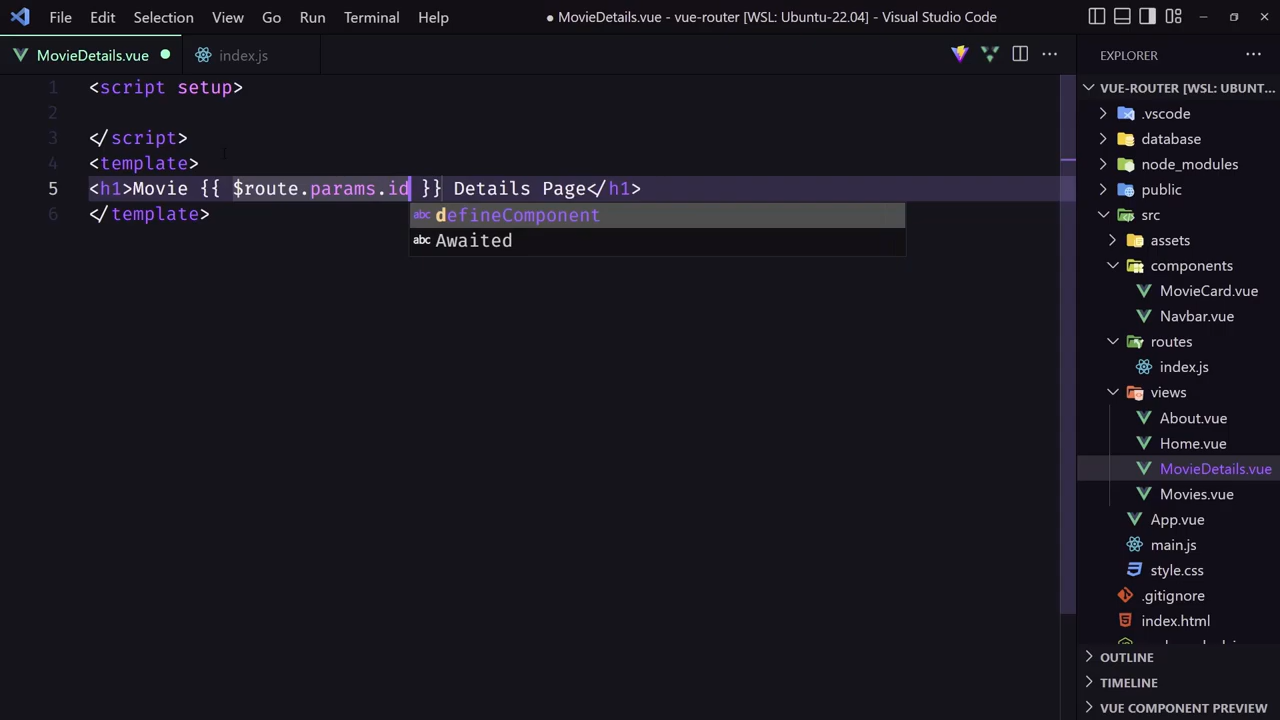 File Edit Selection View Go Run Terminal Help
● MovieDetails.vue - vue-router [WSL: Ubuntu-22.04] - Visual Studio Code
MovieDetails.vue
index.js
1 <script setup>
2
3 </script>
4 <template>
5 <h1>Movie {{ $route.params.id }} Details Page</h1>
6 </template>
abc defineComponent
abc Awaited
EXPLORER
VUE-ROUTER [WSL: UBUNT...
.vscode
database
node_modules
public
src
assets
components
MovieCard.vue
Navbar.vue
routes
index.js
views
About.vue
Home.vue
MovieDetails.vue
Movies.vue
App.vue
main.js
style.css
.gitignore
index.html
OUTLINE
TIMELINE
VUE COMPONENT PREVIEW